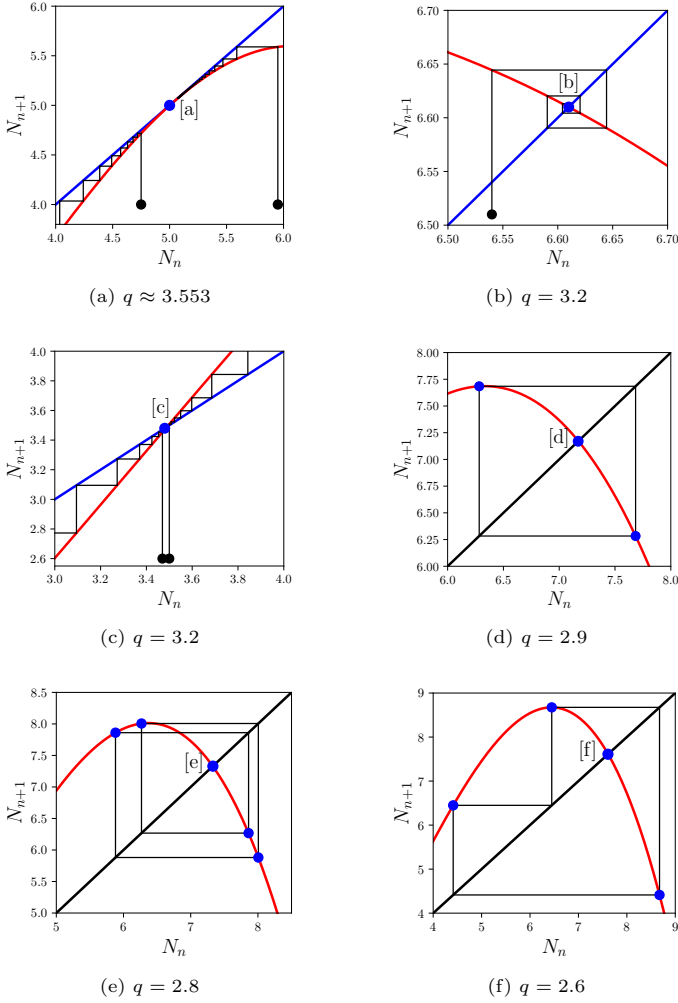 6.0
5.5
5.0
4.5
4.0
N_{n+1}
[a]
4.0 4.5 5.0 5.5 6.0
N_n
(a) q ≈ 3.553
6.70
6.65
6.60
6.55
6.50
N_{n+1}
[b]
6.50 6.55 6.60 6.65 6.70
N_n
(b) q = 3.2
4.0
3.8
3.6
3.4
3.2
3.0
2.8
2.6
N_{n+1}
[c]
3.0 3.2 3.4 3.6 3.8 4.0
N_n
(c) q = 3.2
8.00
7.75
7.50
7.25
7.00
6.75
6.50
6.25
6.00
N_{n+1}
[d]
6.0 6.5 7.0 7.5 8.0
N_n
(d) q = 2.9
8.5
8.0
7.5
7.0
6.5
6.0
5.5
5.0
N_{n+1}
[e]
5 6 7 8
N_n
(e) q = 2.8
9
8
7
6
5
4
N_{n+1}
[f]
4 5 6 7 8 9
N_n
(f) q = 2.6